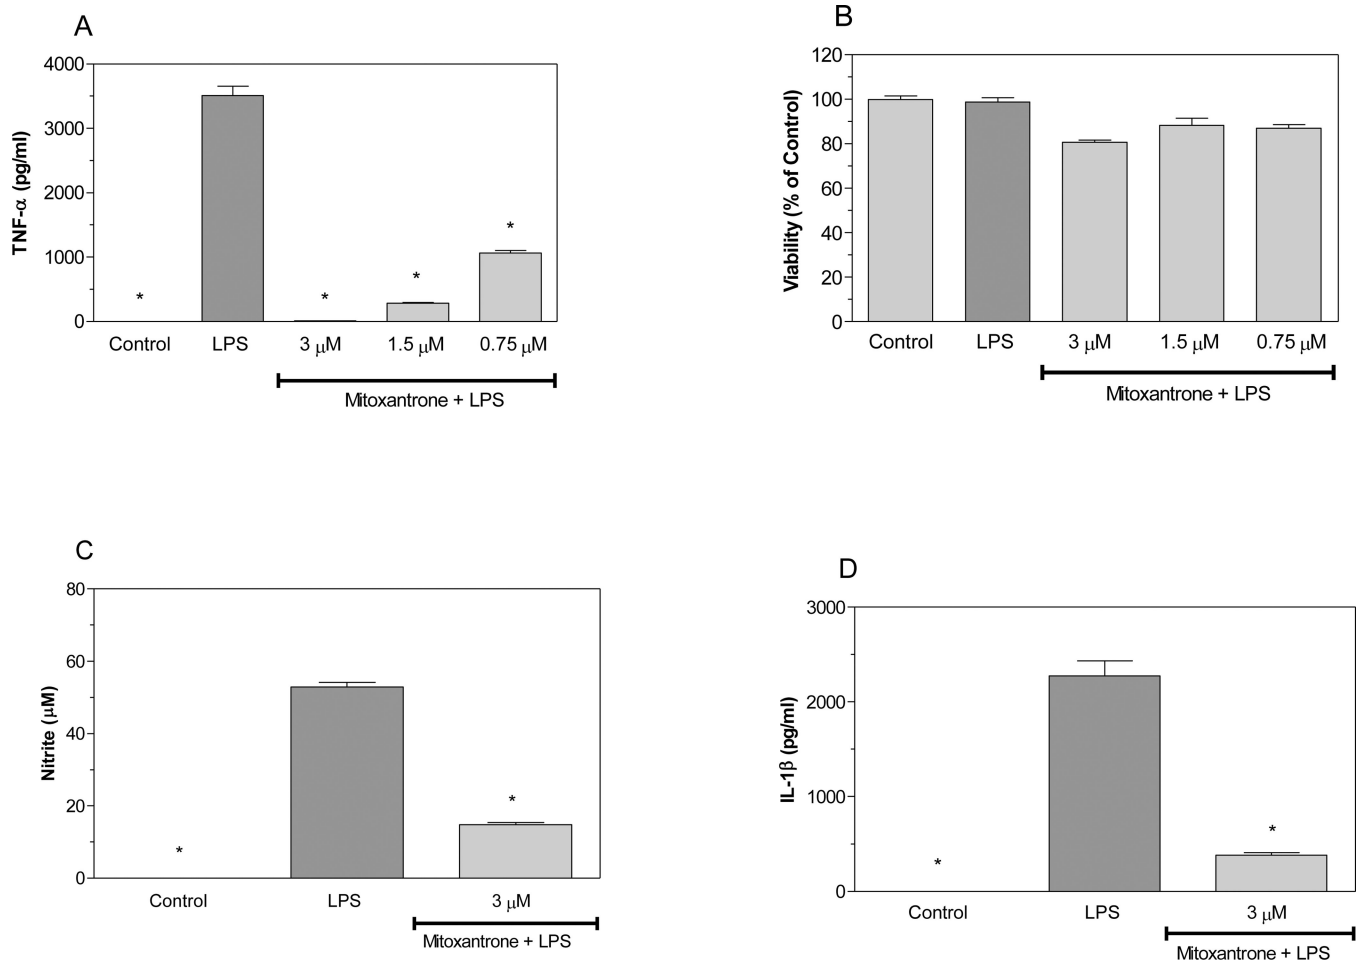 A
4000
3000
2000
1000
0
TNF-α (pg/ml)
* * * *
Control LPS 3 μM 1.5 μM 0.75 μM
Mitoxantrone + LPS
B
120
100
80
60
40
20
0
Viability (% of Control)
Control LPS 3 μM 1.5 μM 0.75 μM
Mitoxantrone + LPS
C
80
60
40
20
0
Nitrite (μM)
* *
Control LPS 3 μM
Mitoxantrone + LPS
D
3000
2000
1000
0
IL-1β (pg/ml)
* *
Control LPS 3 μM
Mitoxantrone + LPS